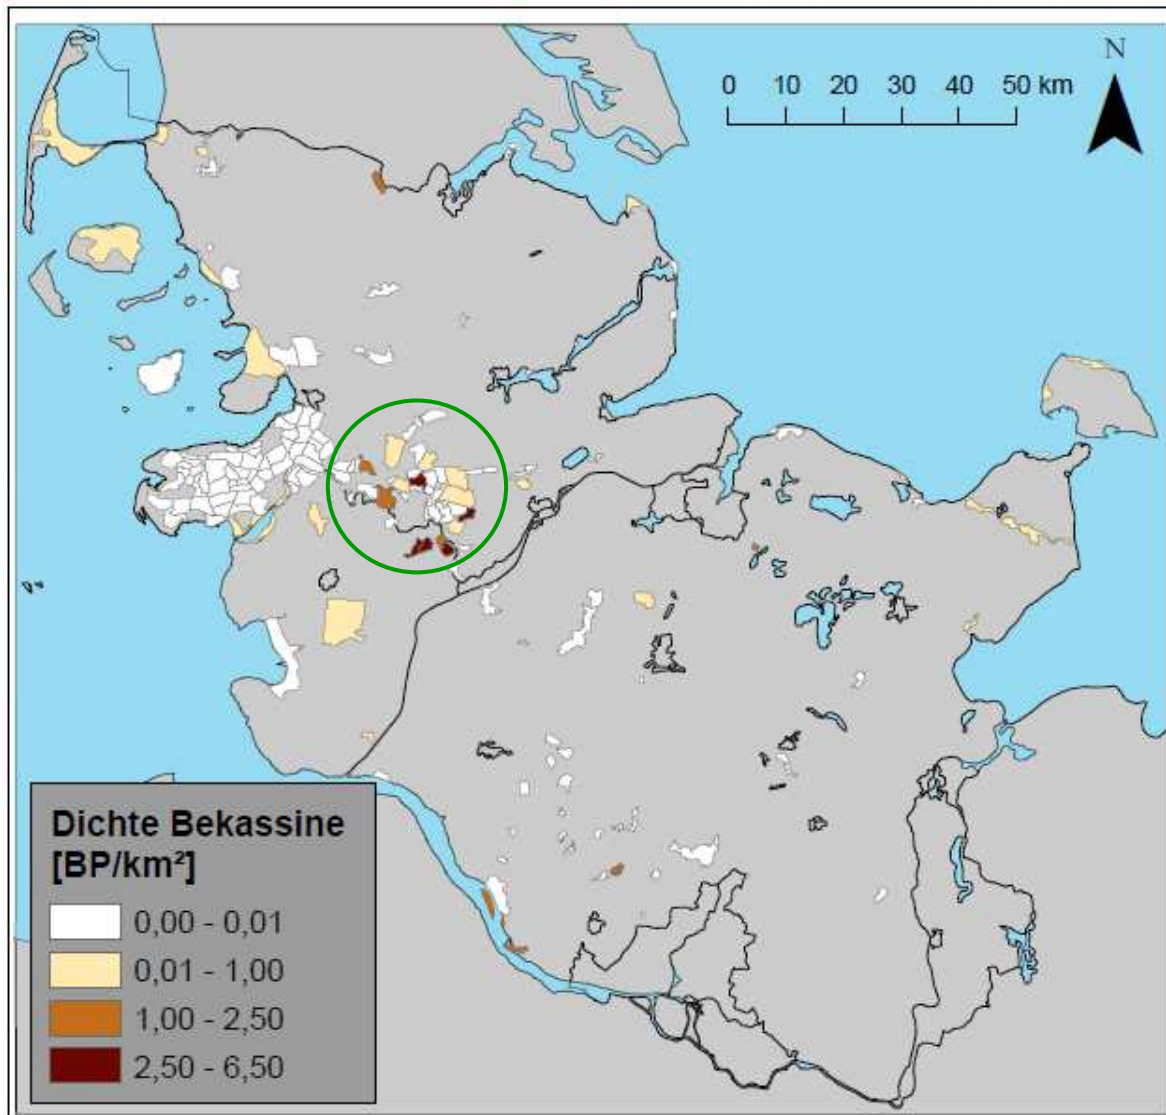 N
0 10 20 30 40 50 km
Dichte Bekassine
[BP/km²]
0,00 - 0,01
0,01 - 1,00
1,00 - 2,50
2,50 - 6,50